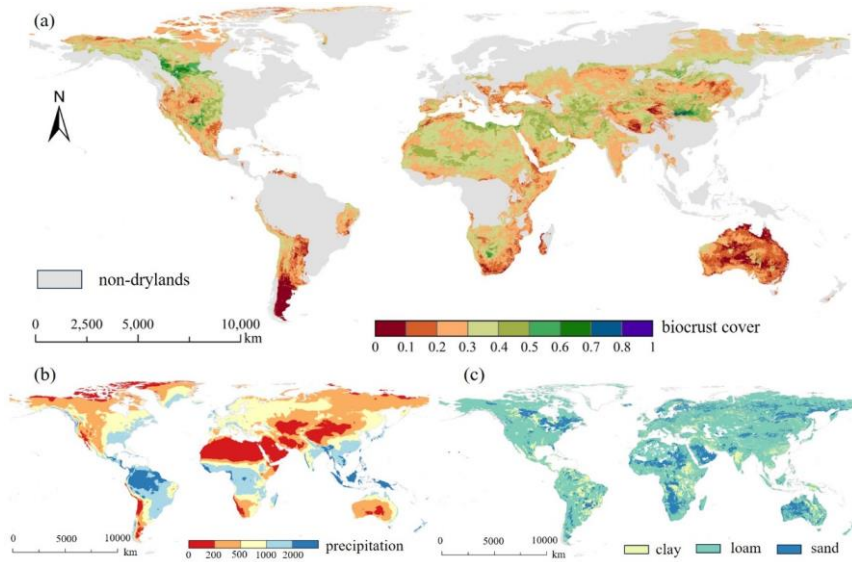 (a)
N
non-drylands
0 2,500 5,000 10,000
km
biocrust cover
0 0.1 0.2 0.3 0.4 0.5 0.6 0.7 0.8 1
(b)
(c)
0 5000 10000
km
precipitation
0 200 500 1000 2000
0 5000 10000
km
clay loam sand